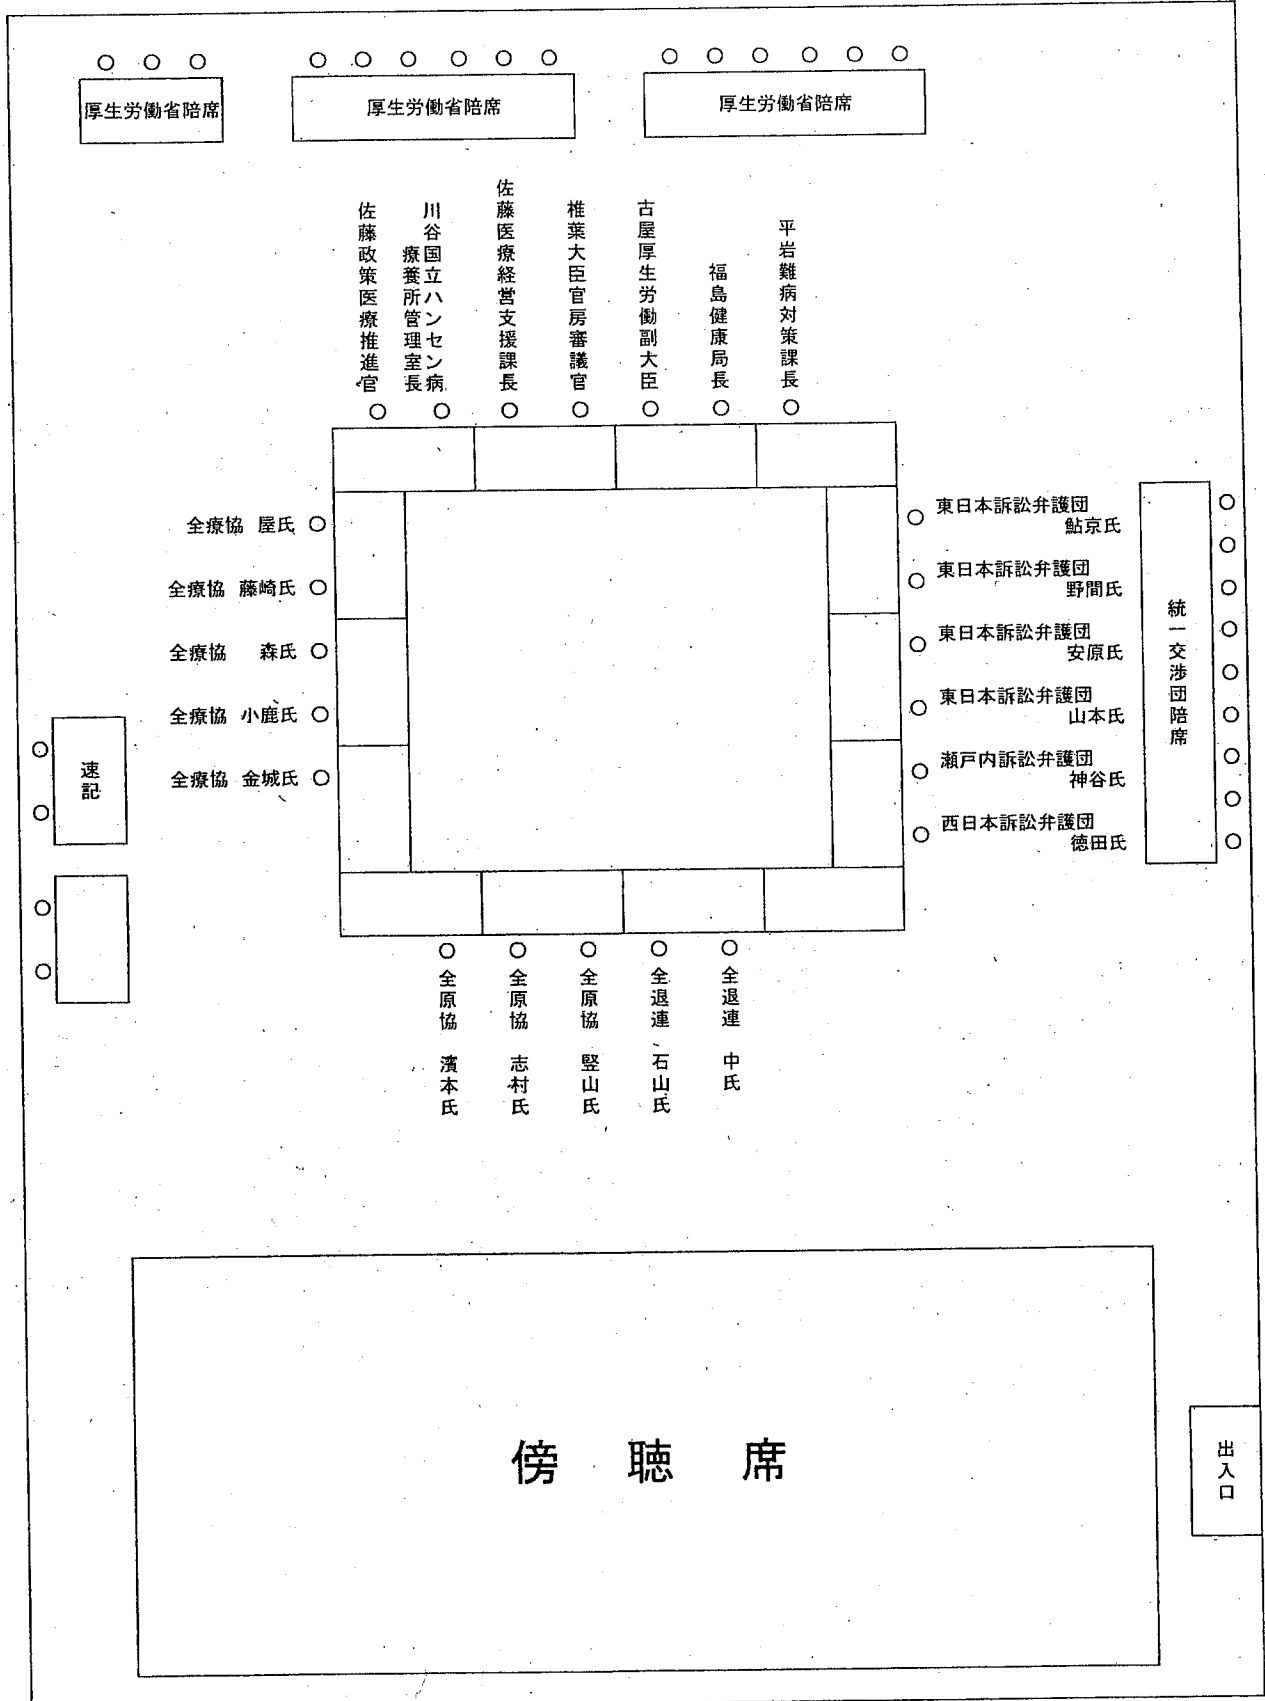 厚生労働省陪席
厚生労働省陪席
厚生労働省陪席
佐藤政策医療推進官
川谷国立ハンセン病
療養所管理室長
佐藤医療経営支援課長
椎葉大臣官房審議官
古屋厚生労働副大臣
福島健康局長
平岩難病対策課長
全療協 屋氏
全療協 藤崎氏
全療協 森氏
全療協 小鹿氏
全療協 金城氏
東日本訴訟弁護団
鮎京氏
東日本訴訟弁護団
野間氏
東日本訴訟弁護団
安原氏
東日本訴訟弁護団
山本氏
瀬戸内訴訟弁護団
神谷氏
西日本訴訟弁護団
徳田氏
統一交渉団陪席
速記
全原協 濱本氏
全原協 志村氏
全原協 竪山氏
全退連 石山氏
全退連 中氏
傍聴席
出入口